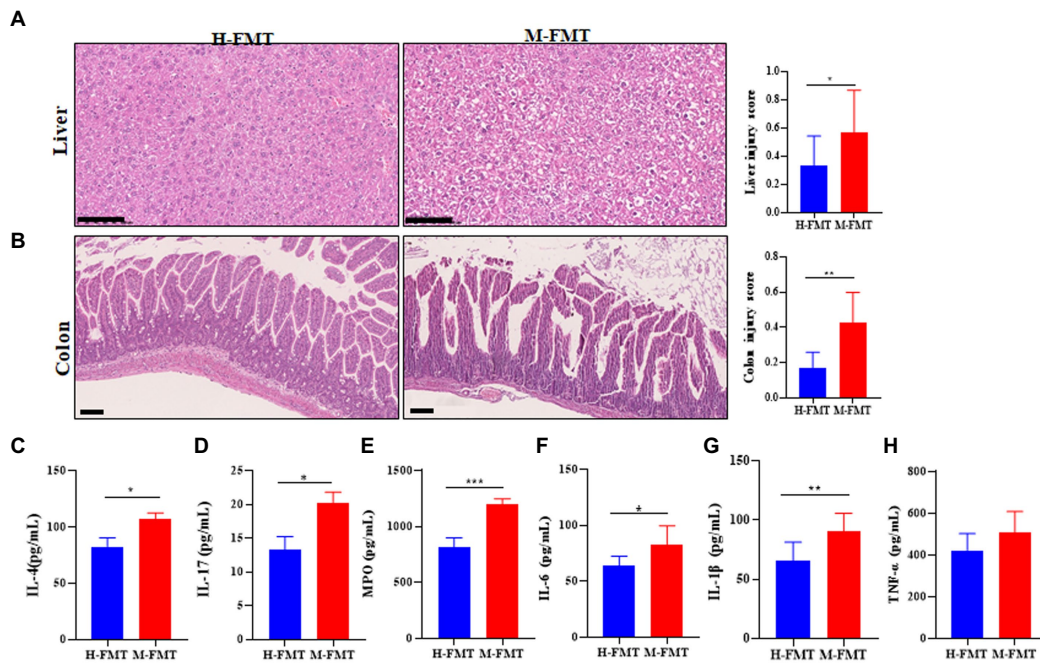 A
H-FMT
M-FMT
Liver
Liver injury score
1.0
0.8
0.6
0.4
0.2
0.0
*
H-FMT M-FMT
B
Colon
Colon injury score
0.8
0.6
0.4
0.2
0.0
**
H-FMT M-FMT
C
IL-4(pg/mL)
150
100
50
0
*
H-FMT M-FMT
D
IL-17 (pg/mL)
25
20
15
10
5
0
*
H-FMT M-FMT
E
MPO (pg/mL)
1500
1000
500
0
***
H-FMT M-FMT
F
IL-6 (pg/mL)
150
100
50
0
*
H-FMT M-FMT
G
IL-1β (pg/mL)
150
100
50
0
**
H-FMT M-FMT
H
TNF-α (pg/mL)
800
600
400
200
0
H-FMT M-FMT